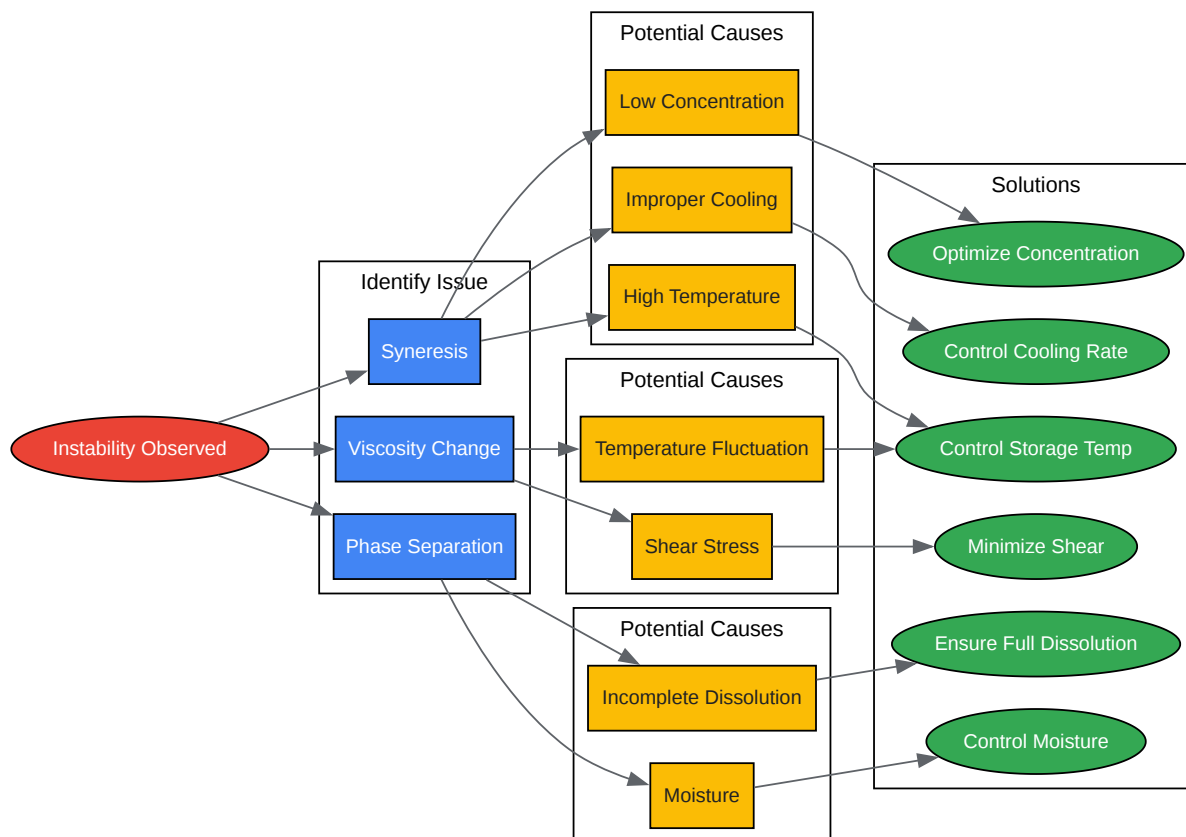 Instability Observed
Identify Issue
Syneresis
Viscosity Change
Phase Separation
Potential Causes
Low Concentration
Improper Cooling
High Temperature
Potential Causes
Temperature Fluctuation
Shear Stress
Potential Causes
Incomplete Dissolution
Moisture
Solutions
Optimize Concentration
Control Cooling Rate
Control Storage Temp
Minimize Shear
Ensure Full Dissolution
Control Moisture